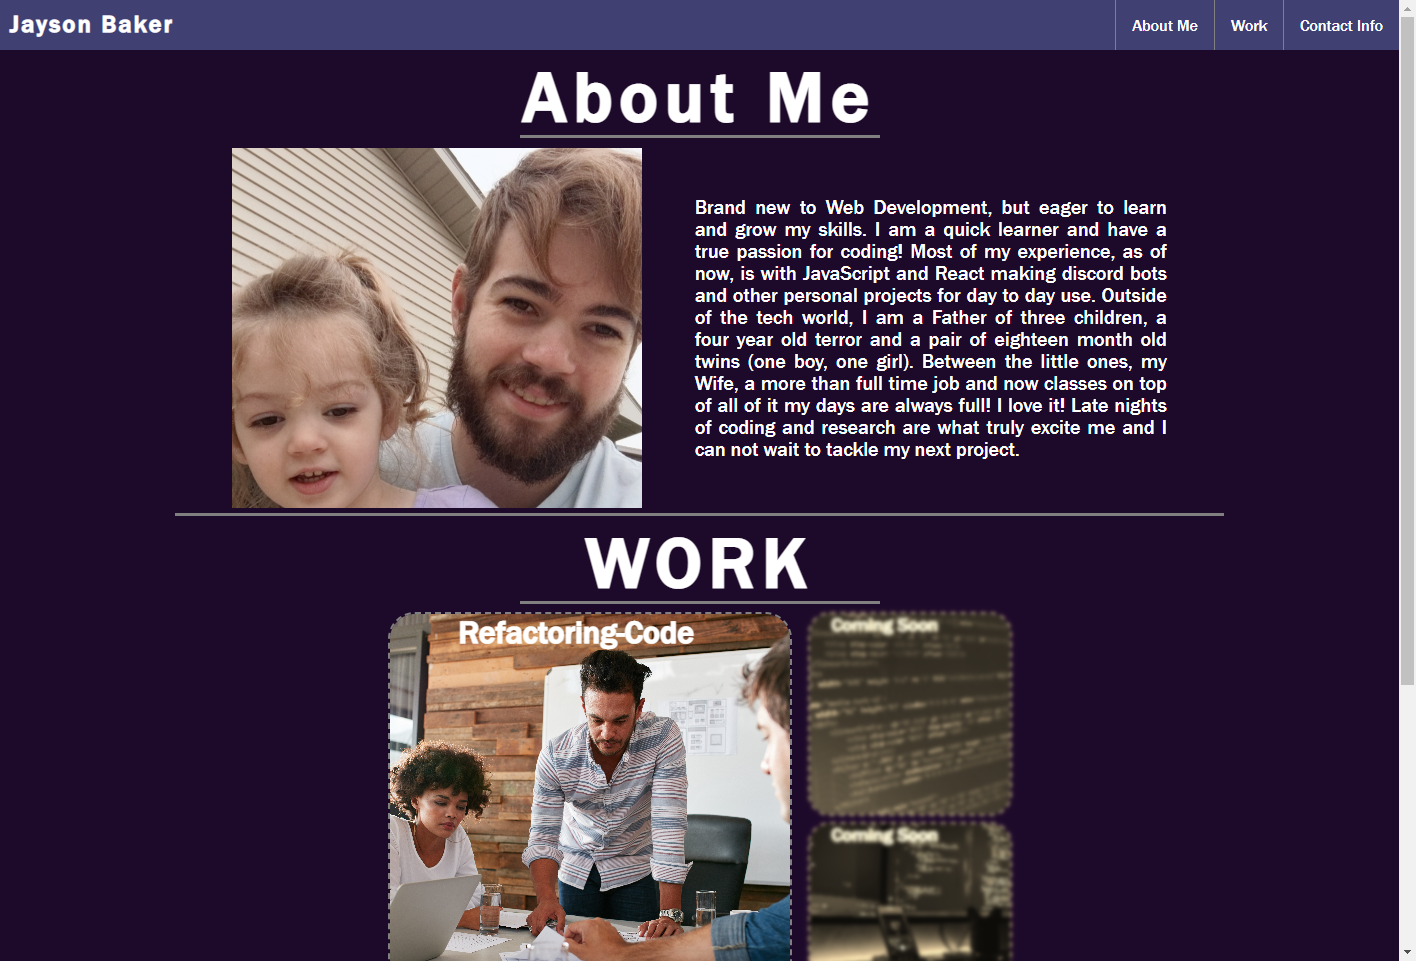 Jayson Baker
About Me
Work
Contact Info
About Me
Brand new to Web Development, but eager to learn
and grow my skills. I am a quick learner and have a
true passion for coding! Most of my experience, as of
now, is with JavaScript and React making discord bots
and other personal projects for day to day use. Outside
of the tech world, I am a Father of three children, a
four year old terror and a pair of eighteen month old
twins (one boy, one girl). Between the little ones, my
Wife, a more than full time job and now classes on top
of all of it my days are always full! I love it! Late nights
of coding and research are what truly excite me and I
can not wait to tackle my next project.
WORK
Refactoring-Code
Coming Soon
Coming Soon